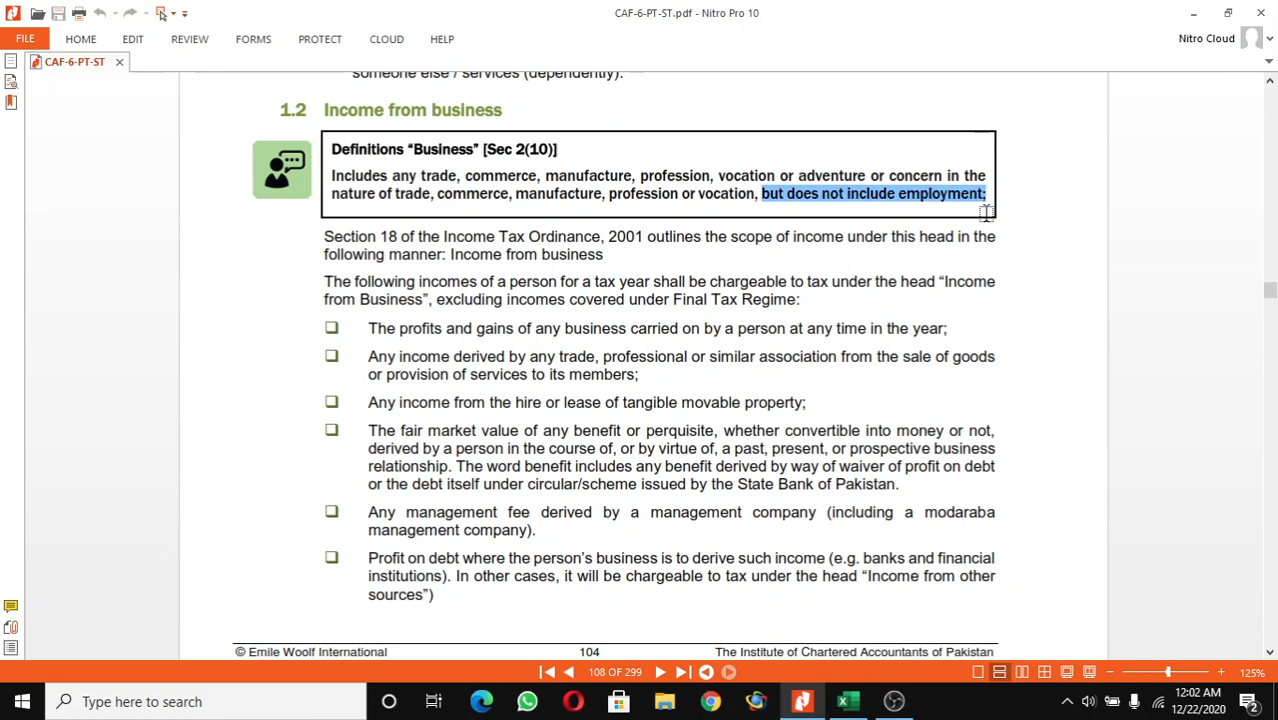 CAF-6-PT-ST.pdf - Nitro Pro 10
FILE HOME EDIT REVIEW FORMS PROTECT CLOUD HELP Nitro Cloud
CAF-6-PT-ST
someone else / services (dependently).
1.2 Income from business
Definitions “Business” [Sec 2(10)]
Includes any trade, commerce, manufacture, profession, vocation or adventure or concern in the
nature of trade, commerce, manufacture, profession or vocation, but does not include employment;
Section 18 of the Income Tax Ordinance, 2001 outlines the scope of income under this head in the
following manner: Income from business
The following incomes of a person for a tax year shall be chargeable to tax under the head “Income
from Business”, excluding incomes covered under Final Tax Regime:
❑ The profits and gains of any business carried on by a person at any time in the year;
❑ Any income derived by any trade, professional or similar association from the sale of goods
or provision of services to its members;
❑ Any income from the hire or lease of tangible movable property;
❑ The fair market value of any benefit or perquisite, whether convertible into money or not,
derived by a person in the course of, or by virtue of, a past, present, or prospective business
relationship. The word benefit includes any benefit derived by way of waiver of profit on debt
or the debt itself under circular/scheme issued by the State Bank of Pakistan.
❑ Any management fee derived by a management company (including a modaraba
management company).
❑ Profit on debt where the person’s business is to derive such income (e.g. banks and financial
institutions). In other cases, it will be chargeable to tax under the head “Income from other
sources”)
© Emile Woolf International 104 The Institute of Chartered Accountants of Pakistan
108 OF 299 125%
Type here to search
12:02 AM
12/22/2020
2